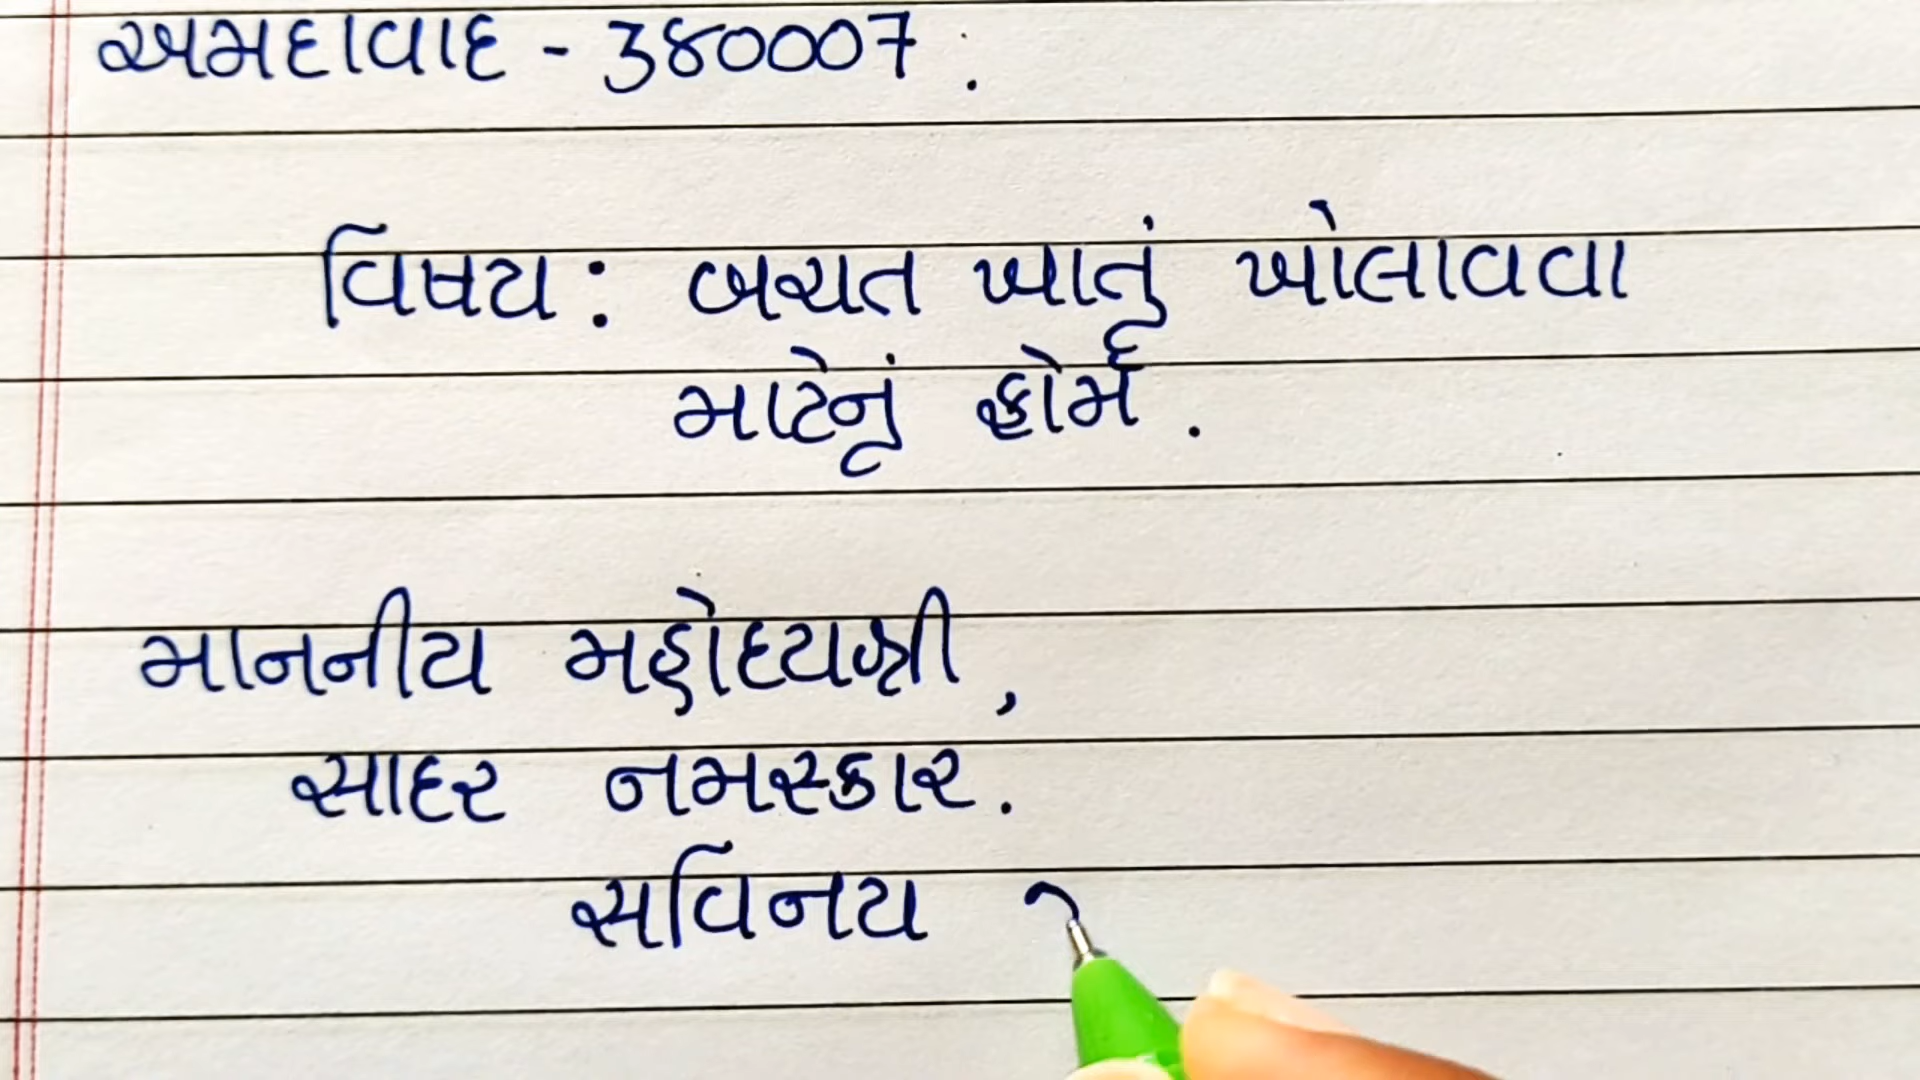 અમદાવાદ - 380007.
વિષય: બચત ખાતું ખોલાવવા
માટેનું ફોર્મ.
માનનીય મહોદયશ્રી,
સાદર નમસ્કાર.
સવિનય